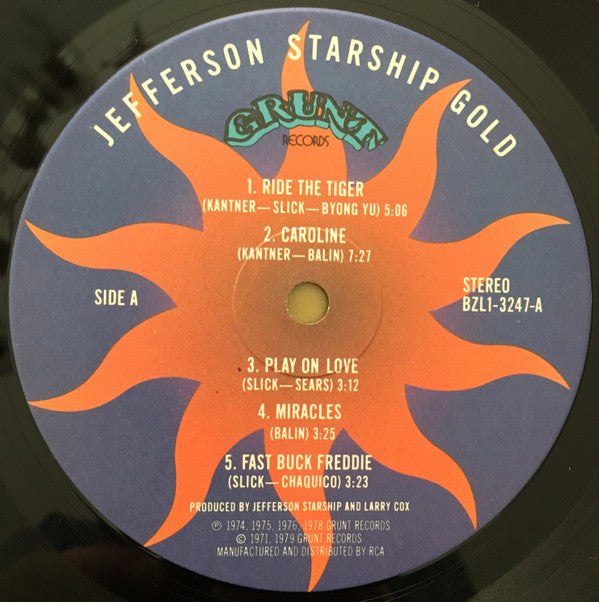 JEFFERSON STARSHIP GOLD
GRUNT
RECORDS
1. RIDE THE TIGER
(KANTNER—SLICK—BYONG YU) 5:06
2. CAROLINE
(KANTNER—BALIN) 7:27
SIDE A
STEREO
BZL1-3247-A
3. PLAY ON LOVE
(SLICK—SEARS) 3:12
4. MIRACLES
(BALIN) 3:25
5. FAST BUCK FREDDIE
(SLICK—CHAQUICO) 3:23
PRODUCED BY JEFFERSON STARSHIP AND LARRY COX
℗ 1974, 1975, 1976, 1978 GRUNT RECORDS
© 1971, 1979 GRUNT RECORDS
MANUFACTURED AND DISTRIBUTED BY RCA